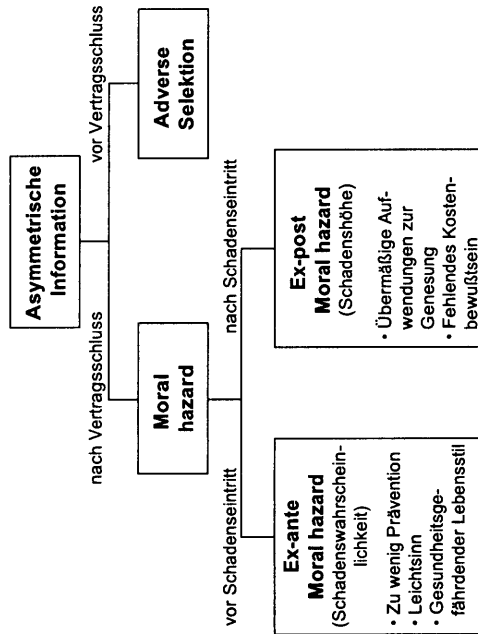 Asymmetrische
Information
nach Vertragsschluss
vor Vertragsschluss
Moral
hazard
Adverse
Selektion
vor Schadenseintritt
nach Schadenseintritt
Ex-ante
Moral hazard
(Schadenswahrschein-
lichkeit)
• Zu wenig Prävention
• Leichtsinn
• Gesundheitsge-
fährdender Lebensstil
Ex-post
Moral hazard
(Schadenshöhe)
• Übermäßige Auf-
wendungen zur
Genesung
• Fehlendes Kosten-
bewußtsein